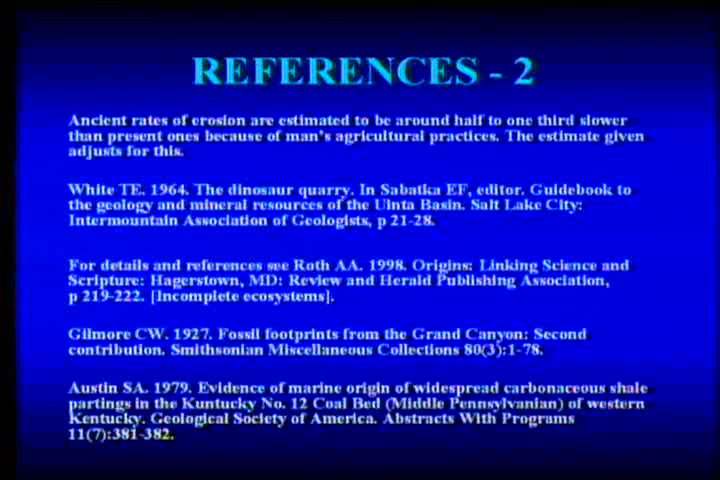 REFERENCES - 2
Ancient rates of erosion are estimated to be around half to one third slower
than present ones because of man's agricultural practices. The estimate given
adjusts for this.
White TE. 1964. The dinosaur quarry. In Sabatka EF, editor. Guidebook to
the geology and mineral resources of the Uinta Basin. Salt Lake City:
Intermountain Association of Geologists, p 21-28.
For details and references see Roth AA. 1998. Origins: Linking Science and
Scripture: Hagerstown, MD: Review and Herald Publishing Association,
p 219-222. [Incomplete ecosystems].
Gilmore CW. 1927. Fossil footprints from the Grand Canyon: Second
contribution. Smithsonian Miscellaneous Collections 80(3):1-78.
Austin SA. 1979. Evidence of marine origin of widespread carbonaceous shale
partings in the Kuntucky No. 12 Coal Bed (Middle Pennsylvanian) of western
Kentucky. Geological Society of America. Abstracts With Programs
11(7):381-382.